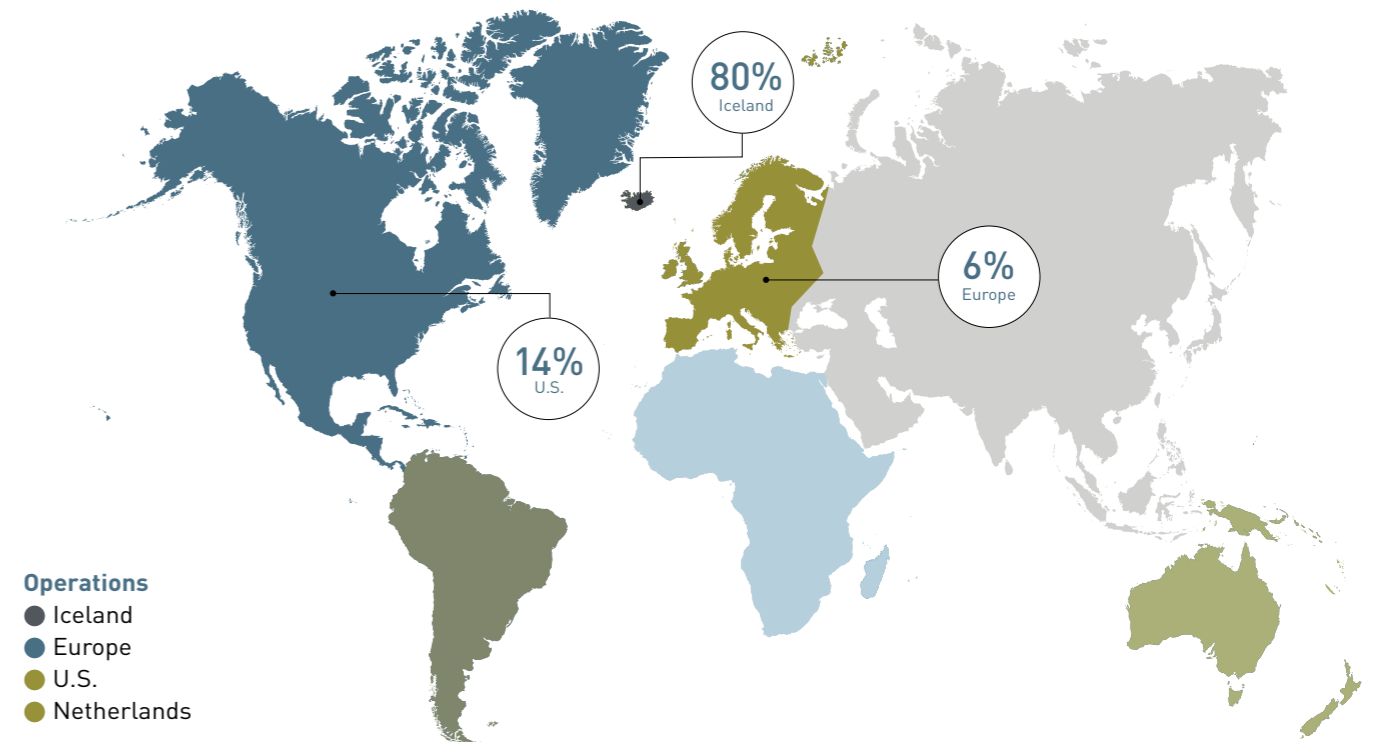 80%
Iceland
6%
Europe
14%
U.S.
Operations
Iceland
Europe
U.S.
Netherlands